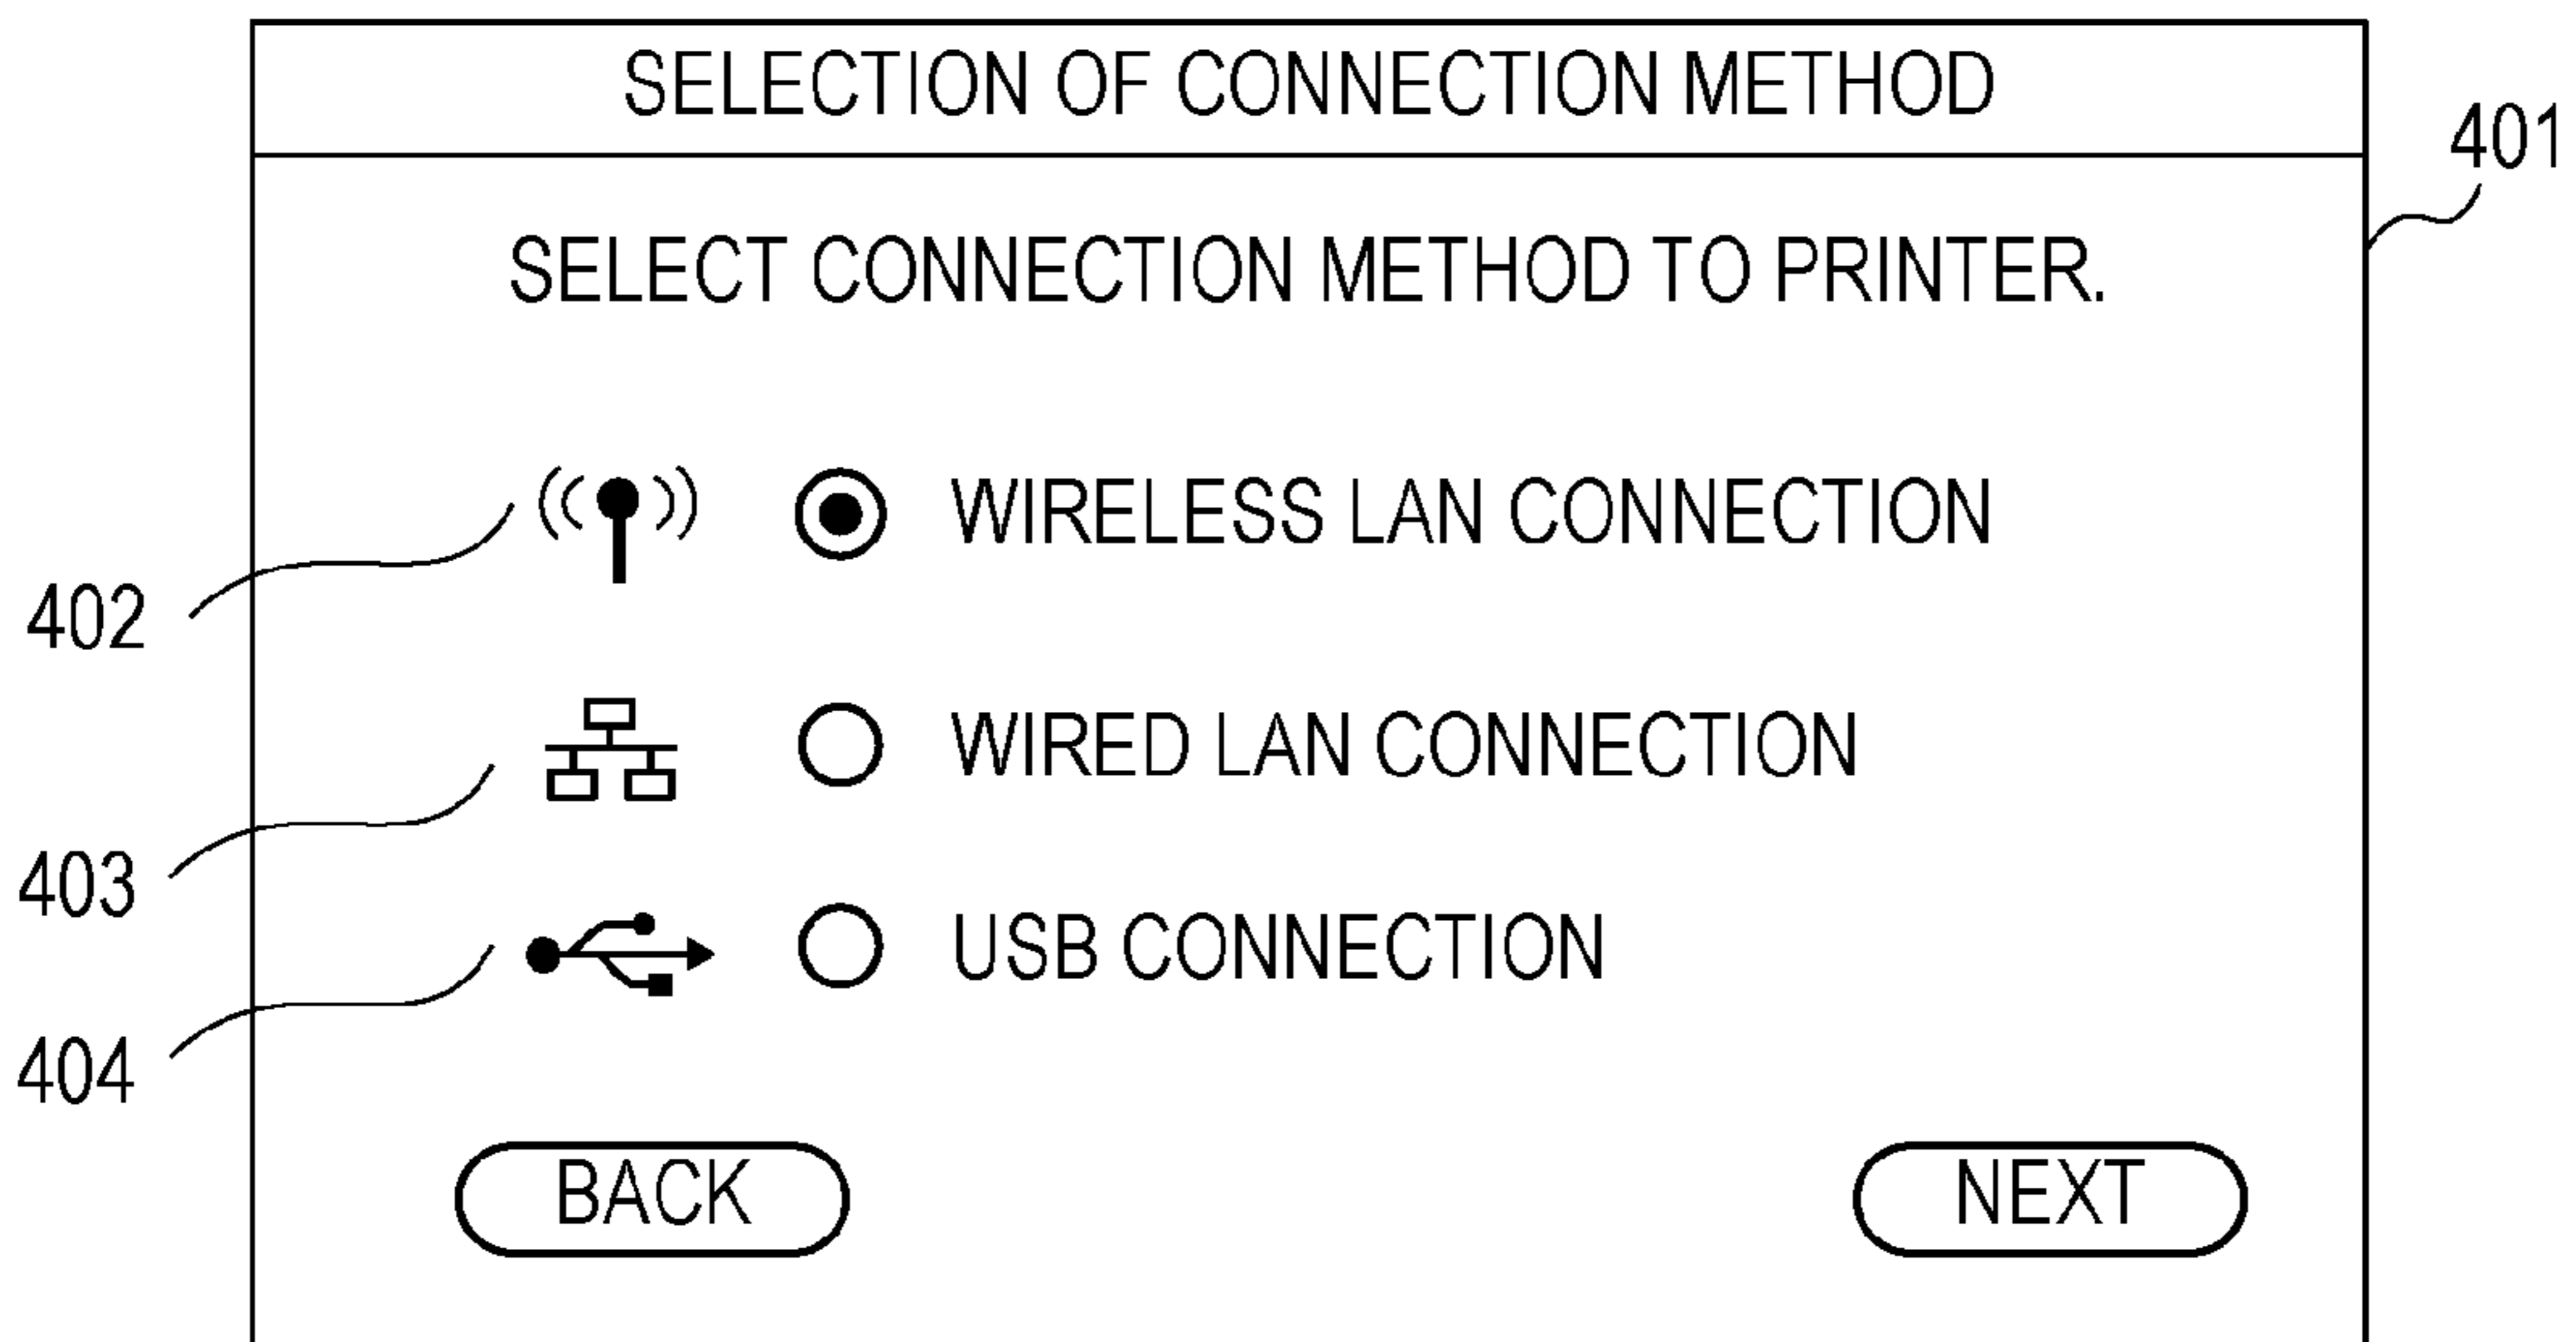 SELECTION OF CONNECTION METHOD
401
SELECT CONNECTION METHOD TO PRINTER.
WIRELESS LAN CONNECTION
402
WIRED LAN CONNECTION
403
USB CONNECTION
404
BACK
NEXT